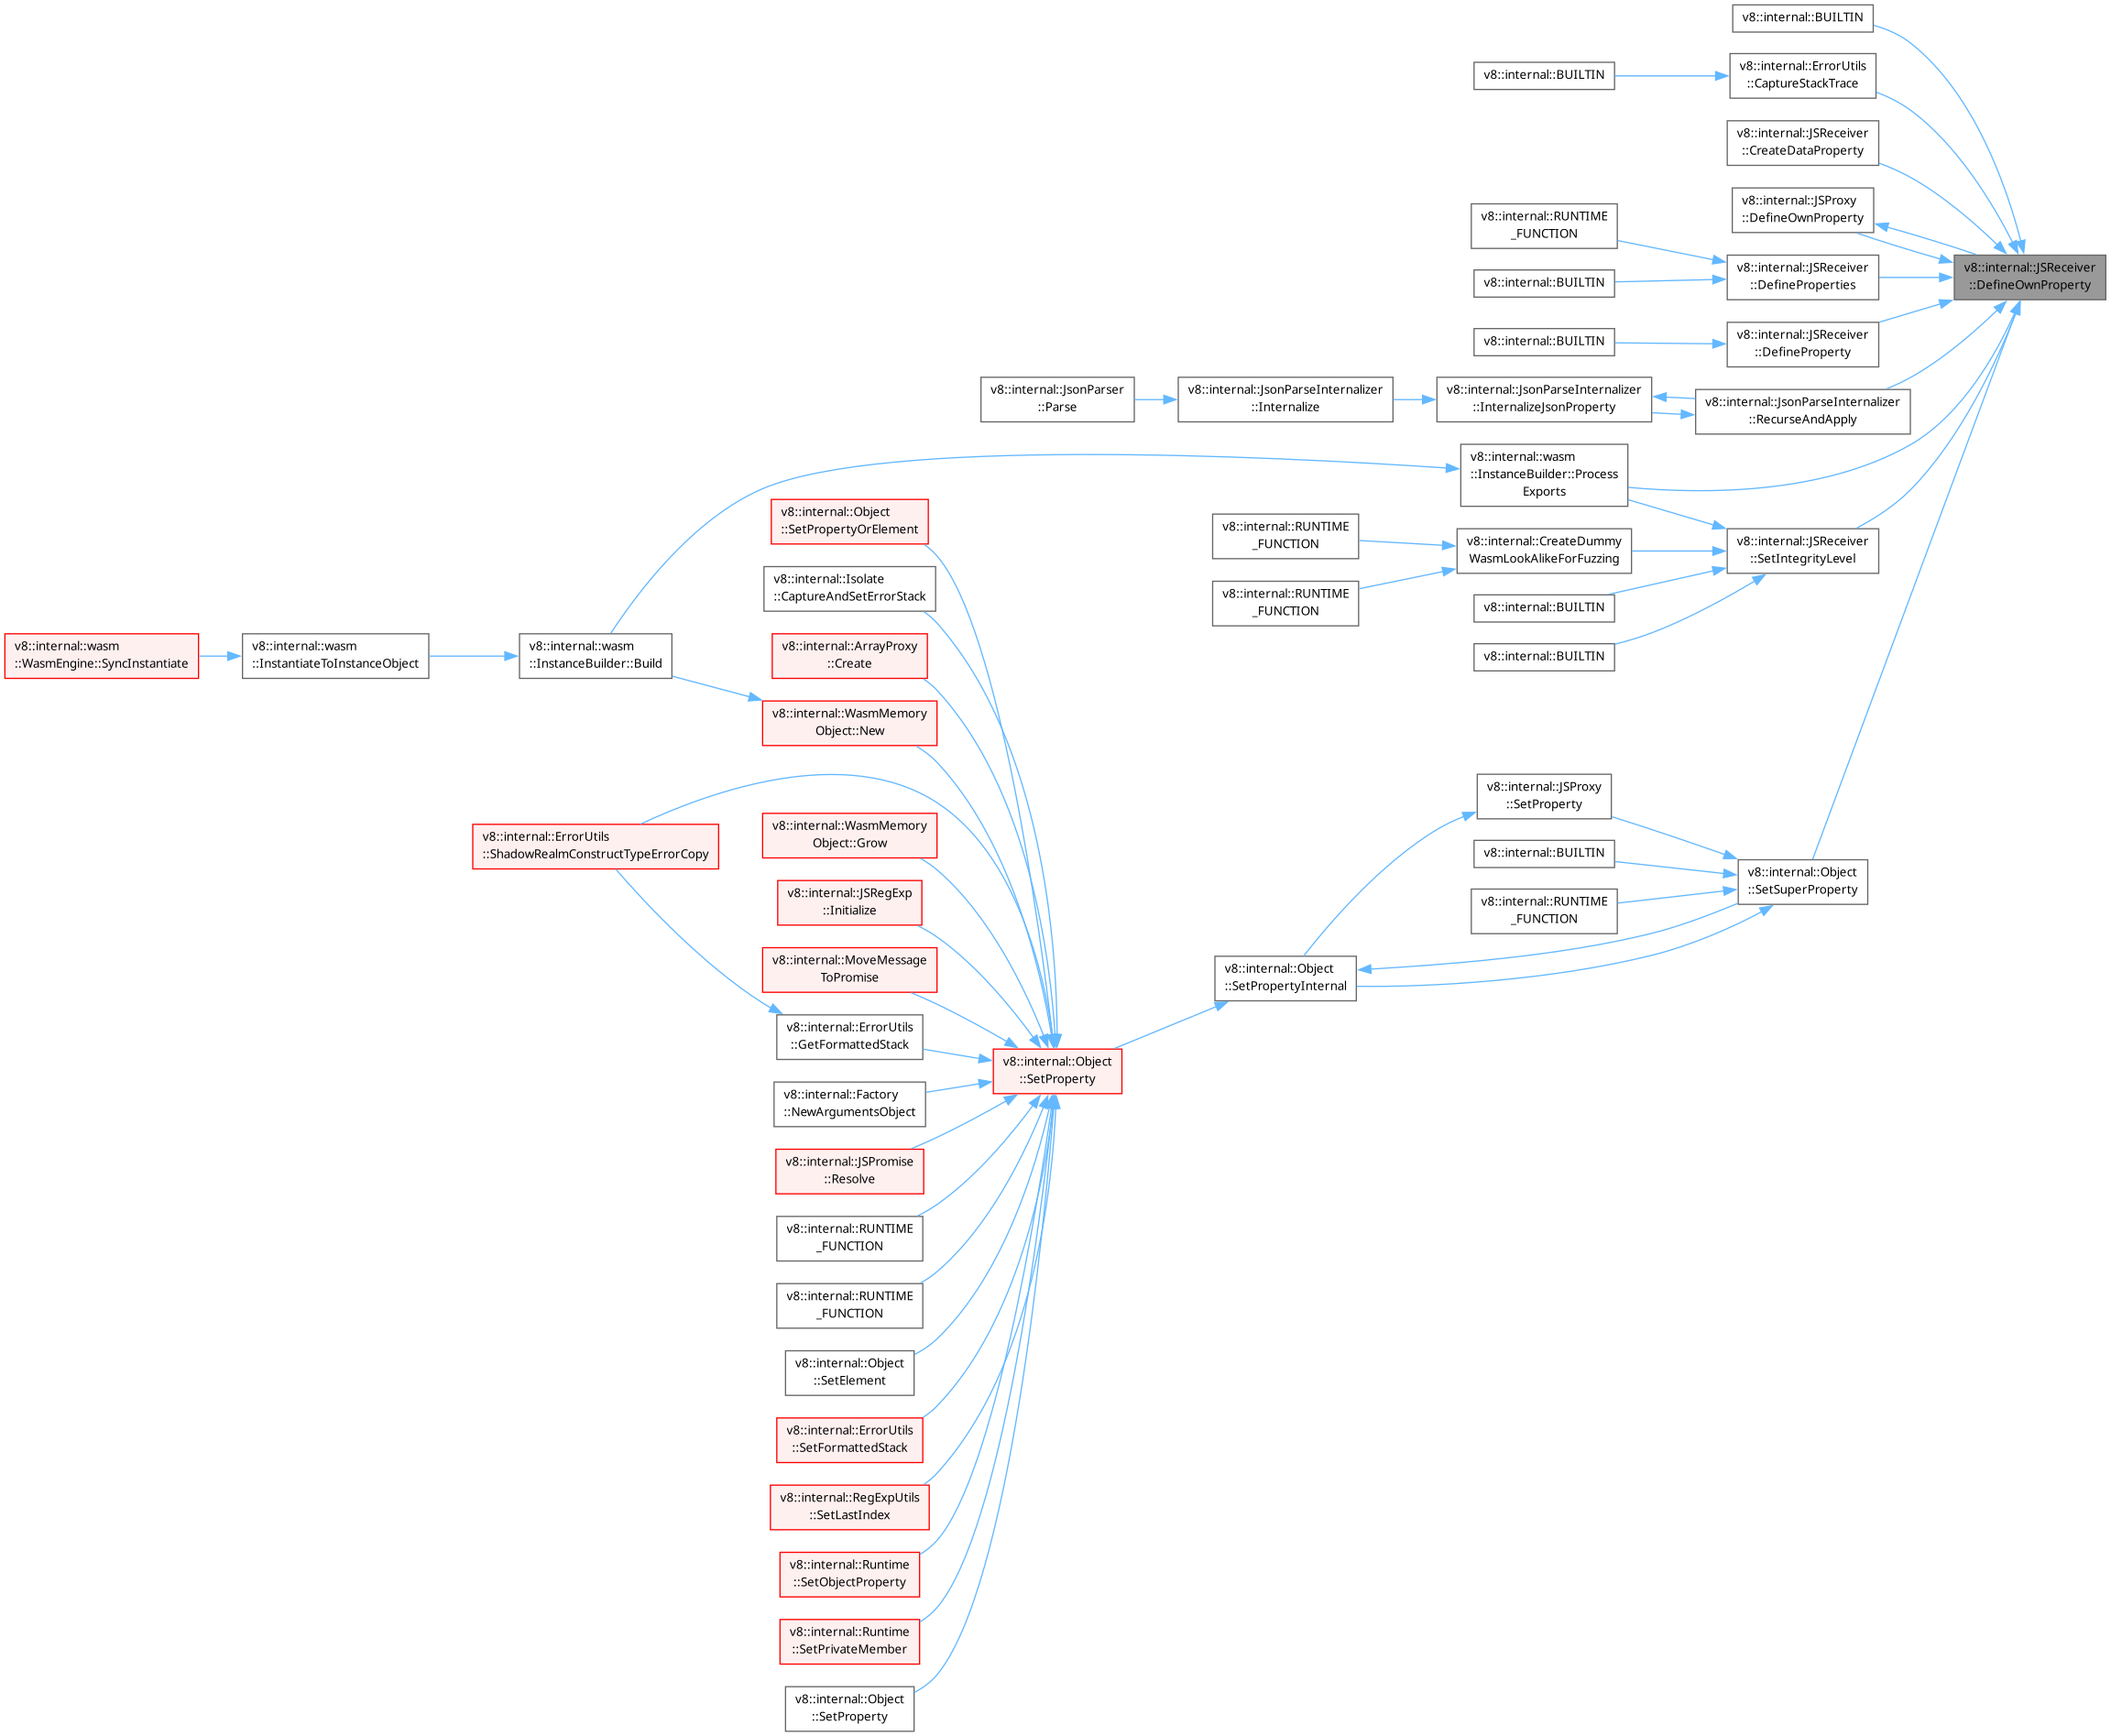 v8::internal::BUILTIN
v8::internal::ErrorUtils
::CaptureStackTrace
v8::internal::BUILTIN
v8::internal::JSReceiver
::CreateDataProperty
v8::internal::JSProxy
::DefineOwnProperty
v8::internal::RUNTIME
_FUNCTION
v8::internal::JSReceiver
::DefineOwnProperty
v8::internal::JSReceiver
::DefineProperties
v8::internal::BUILTIN
v8::internal::JSReceiver
::DefineProperty
v8::internal::BUILTIN
v8::internal::JsonParser
::Parse
v8::internal::JsonParseInternalizer
::Internalize
v8::internal::JsonParseInternalizer
::InternalizeJsonProperty
v8::internal::JsonParseInternalizer
::RecurseAndApply
v8::internal::wasm
::InstanceBuilder::Process
Exports
v8::internal::Object
::SetPropertyOrElement
v8::internal::RUNTIME
_FUNCTION
v8::internal::CreateDummy
WasmLookAlikeForFuzzing
v8::internal::JSReceiver
::SetIntegrityLevel
v8::internal::Isolate
::CaptureAndSetErrorStack
v8::internal::RUNTIME
_FUNCTION
v8::internal::BUILTIN
v8::internal::BUILTIN
v8::internal::wasm
::WasmEngine::SyncInstantiate
v8::internal::wasm
::InstantiateToInstanceObject
v8::internal::wasm
::InstanceBuilder::Build
v8::internal::ArrayProxy
::Create
v8::internal::WasmMemory
Object::New
v8::internal::JSProxy
::SetProperty
v8::internal::ErrorUtils
::ShadowRealmConstructTypeErrorCopy
v8::internal::WasmMemory
Object::Grow
v8::internal::BUILTIN
v8::internal::Object
::SetSuperProperty
v8::internal::JSRegExp
::Initialize
v8::internal::RUNTIME
_FUNCTION
v8::internal::MoveMessage
ToPromise
v8::internal::Object
::SetPropertyInternal
v8::internal::ErrorUtils
::GetFormattedStack
v8::internal::Object
::SetProperty
v8::internal::Factory
::NewArgumentsObject
v8::internal::JSPromise
::Resolve
v8::internal::RUNTIME
_FUNCTION
v8::internal::RUNTIME
_FUNCTION
v8::internal::Object
::SetElement
v8::internal::ErrorUtils
::SetFormattedStack
v8::internal::RegExpUtils
::SetLastIndex
v8::internal::Runtime
::SetObjectProperty
v8::internal::Runtime
::SetPrivateMember
v8::internal::Object
::SetProperty